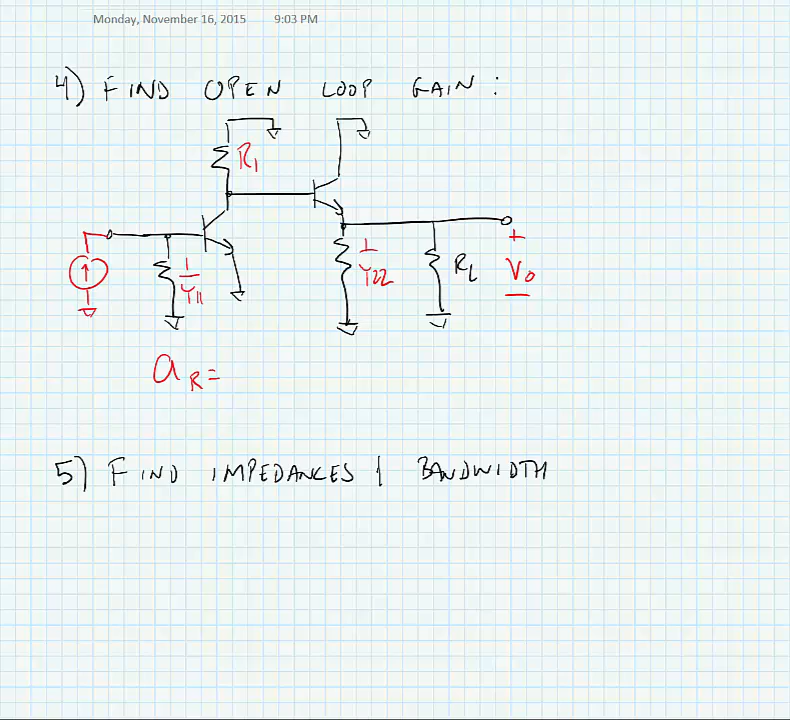 Monday, November 16, 2015 9:03 PM
4) FIND OPEN LOOP GAIN:
R1
1
Y11
1
Y22
RL
+
Vo
−
aR =
5) FIND IMPEDANCES | BANDWIDTH